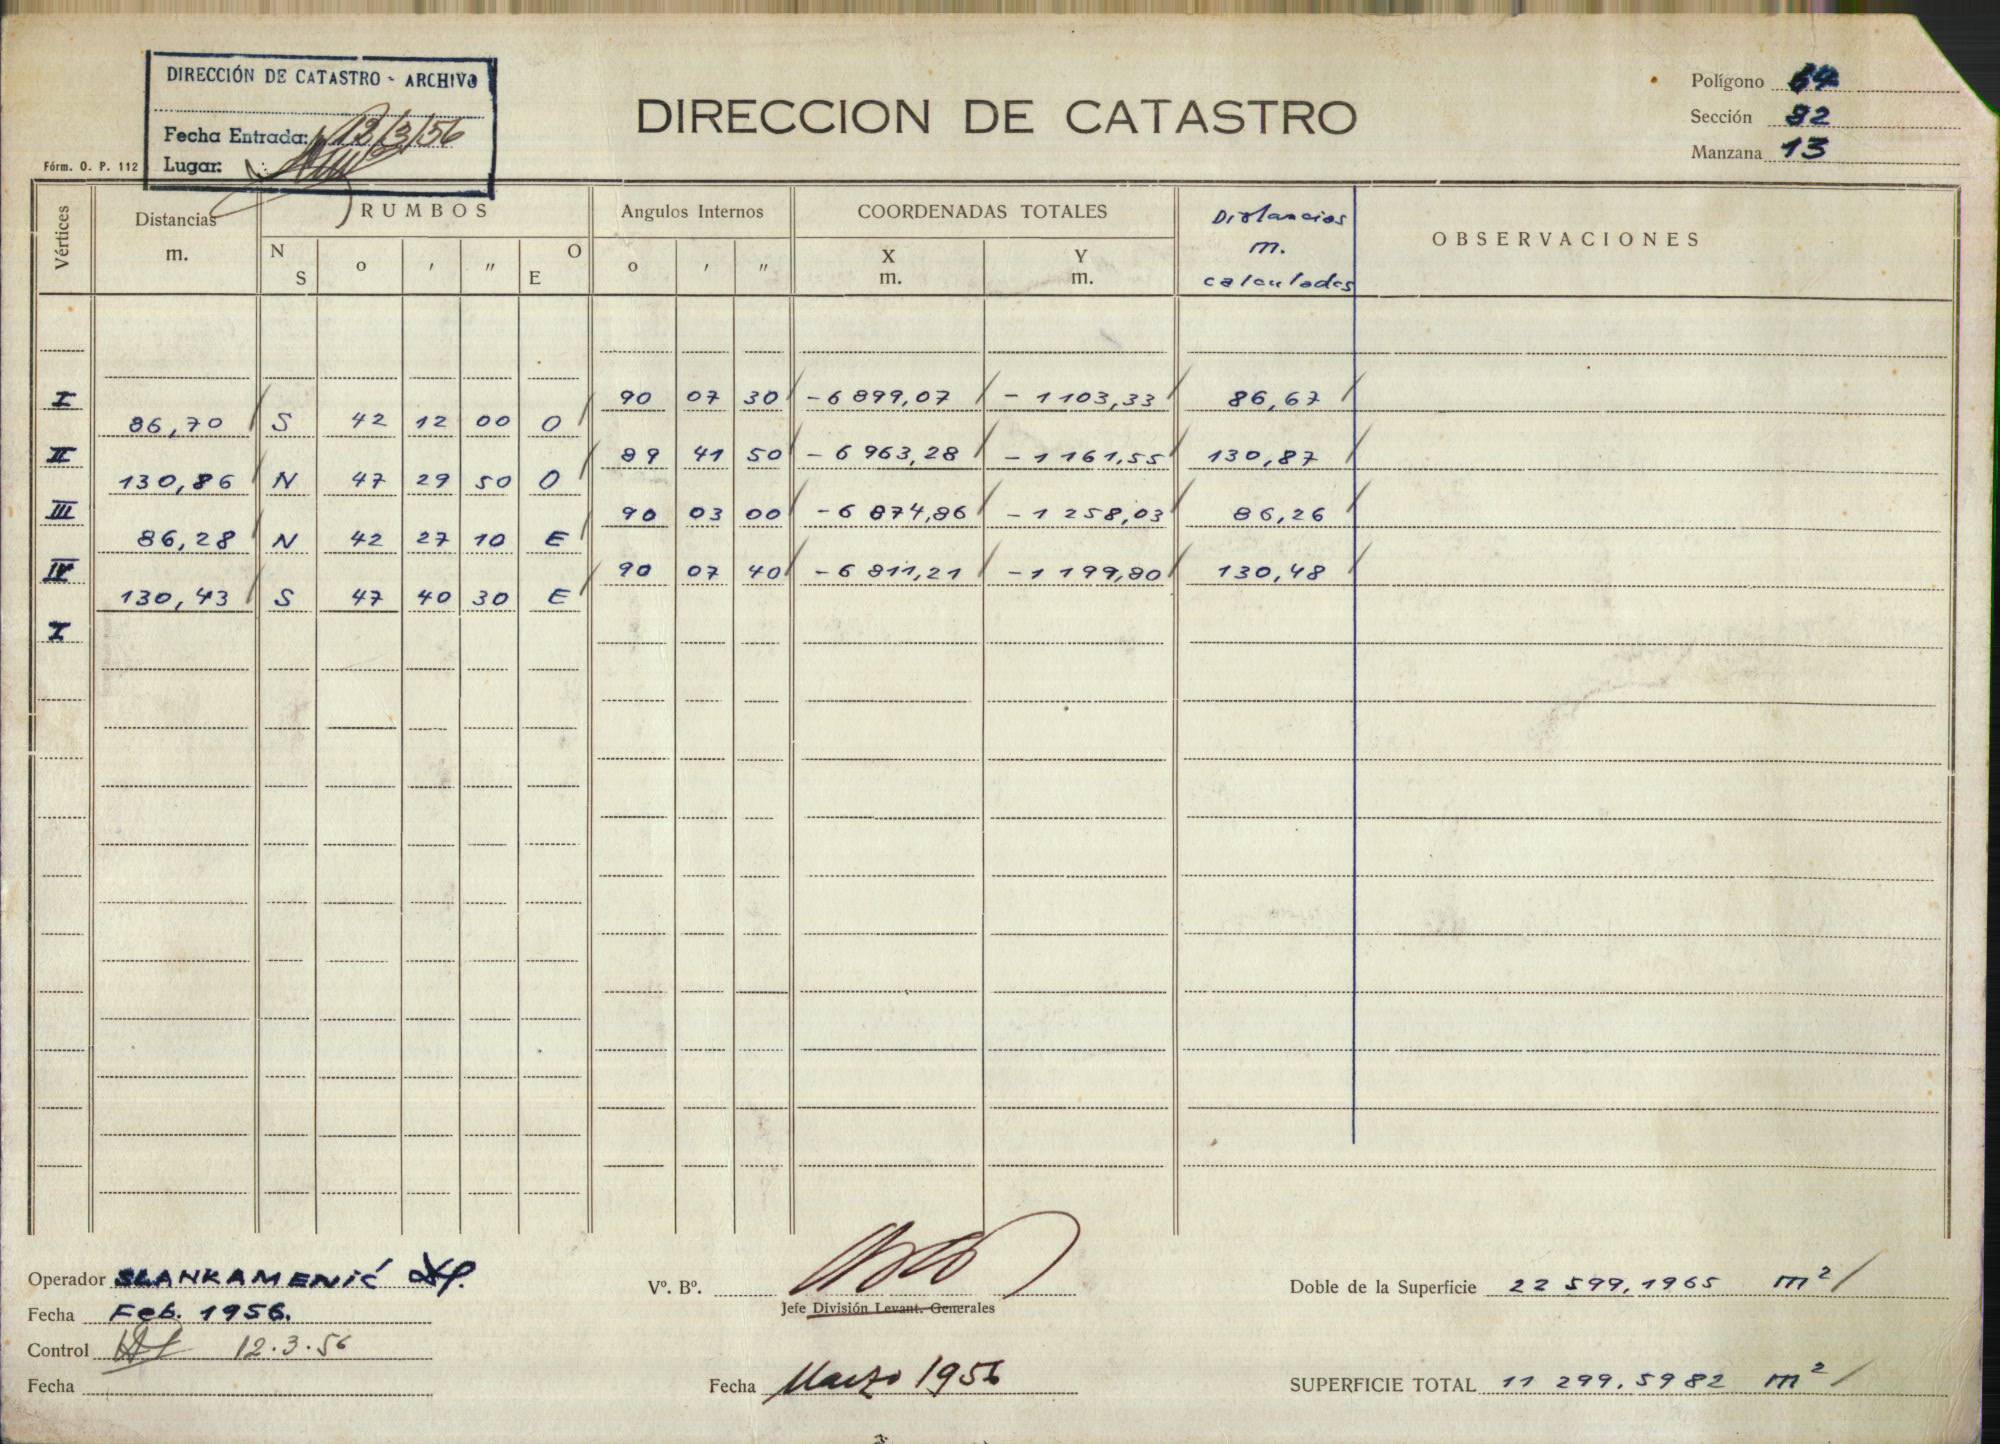 DIRECCIÓN DE CATASTRO - ARCHIVO
Fecha Entrada: 13/3/56
Lugar:
Fórm. O. P. 112
DIRECCION DE CATASTRO
Polígono 64
Sección 82
Manzana 13
Vértices Distancias m. RUMBOS N S ° ' " O E Angulos Internos ° ' " COORDENADAS TOTALES X m. Y m. Distancias m. calculadas OBSERVACIONES
I 90 07 30 -6 899,07 - 1 103,33 86,67
86,70 S 42 12 00 O
II 89 41 50 - 6 963,28 - 1 161,55 130,87
130,86 N 47 29 50 O
III 90 03 00 - 6 874,86 - 1 258,03 86,26
86,28 N 42 27 10 E
IV 90 07 40 - 6 811,21 - 1 199,80 130,48
130,43 S 47 40 30 E
I
Operador SLANKAMENIĆ
Fecha Feb. 1956.
Control 12.3.56
Fecha
Vº. Bº.
Jefe División Levant. Generales
Fecha Marzo 1956
Doble de la Superficie 22 599,1965 m²
SUPERFICIE TOTAL 11 299,5982 m²